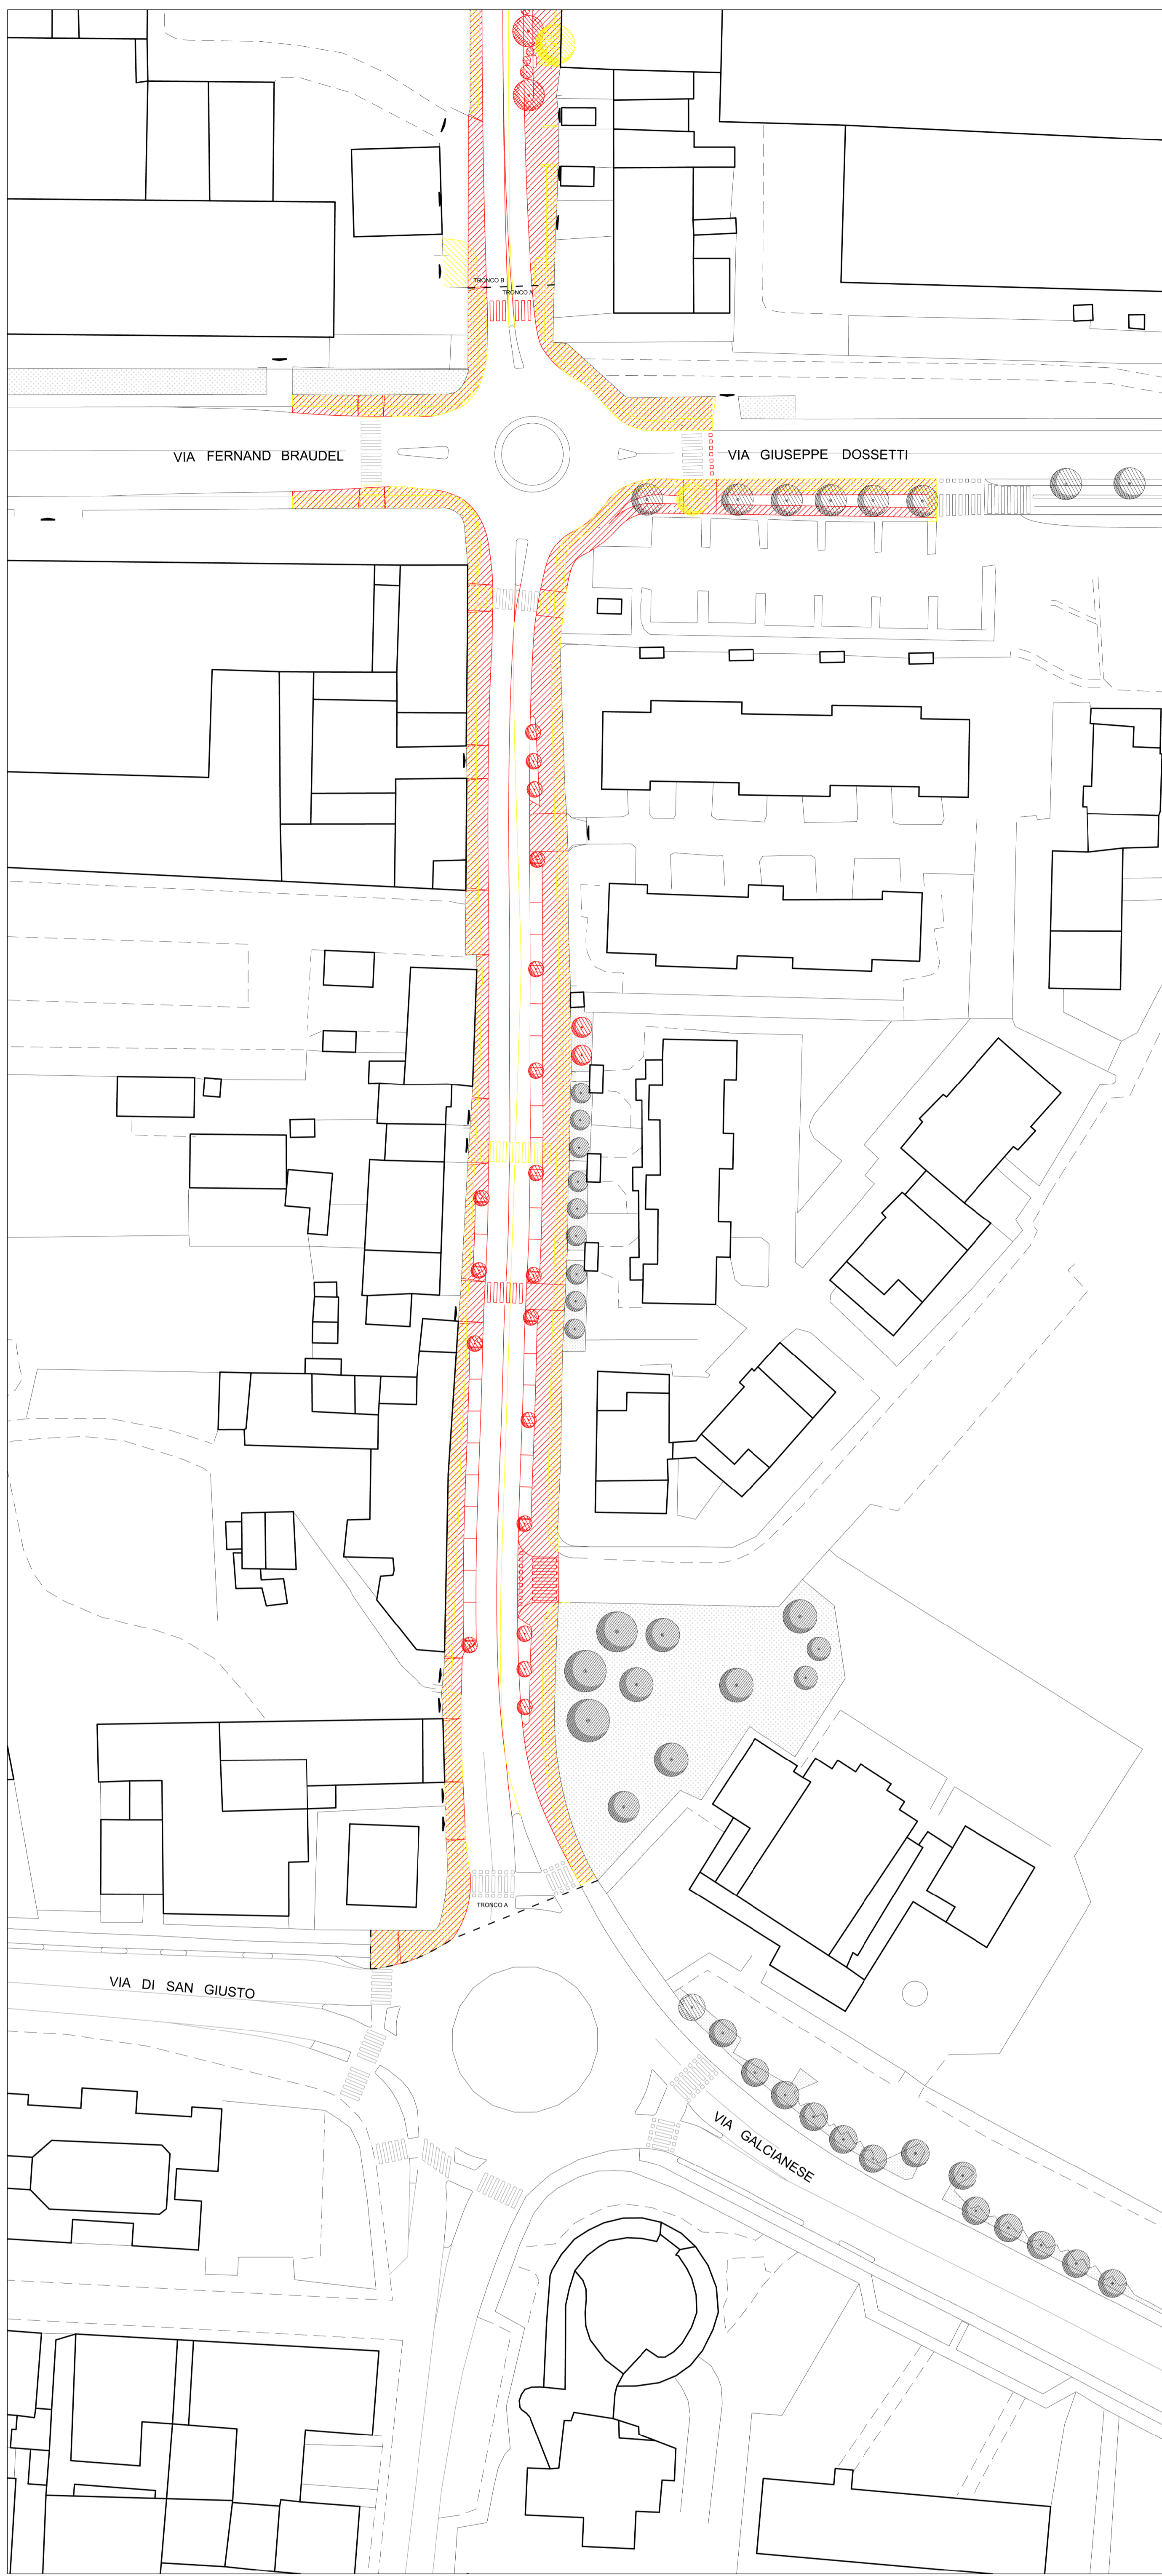 TRONCO B
TRONCO A
VIA FERNAND BRAUDEL
VIA GIUSEPPE DOSSETTI
TRONCO A
VIA DI SAN GIUSTO
VIA GALCIANESE